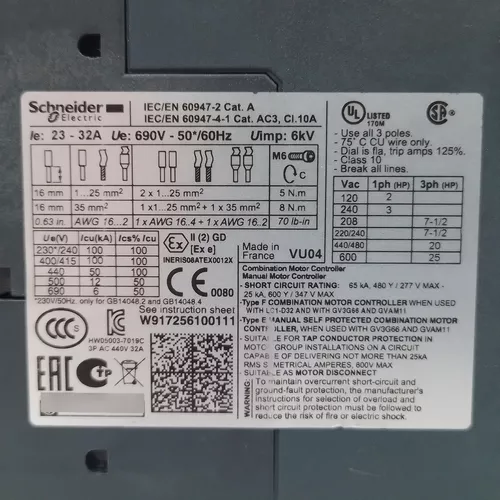 Schneider
Electric
IEC/EN 60947-2 Cat. A
IEC/EN 60947-4-1 Cat. AC3, Cl.10A
Ie: 23 - 32A Ue: 690V - 50*/60Hz Uimp: 6kV
M6
C
16 mm 1...25 mm² 2 x 1...25 mm² 5 N.m
16 mm 35 mm² 1 x 1...25 mm² + 1 x 35 mm² 8 N.m
0.63 in. AWG 16...2 1 x AWG 16...4 + 1 x AWG 16...2 70 lb-in
Ue(V) Icu(kA) Ics% Icu
230*/240 100 100
400/415 100 100
440 50 100
500 12 50
690 6 50
*230V/50Hz. only for GB14048.2 and GB14048.4
Ex II (2) GD
[Ex e]
INERIS08ATEX0012X
CE 0080
Made in
France
VU04
W917256100111
CCC
HW05003-7019C
3P AC 440V 32A
EAC
TP
UL LISTED
170M
SA
- Use all 3 poles.
- 75° C CU wire only.
- Dial is fla, trip amps 125%.
- Class 10
- Break all lines.
Vac 1ph (HP) 3ph (HP)
120 2
240 3
208 7-1/2
220/240 7-1/2
440/480 20
600 25
Combination Motor Controller
Manual Motor Controller
- SHORT CIRCUIT RATING: 65 kA, 480 Y / 277 V MAX -
25 kA, 600 Y / 347 V MAX
- Type F COMBINATION MOTOR CONTROLLER WHEN USED
WITH LC1-D32 AND WITH GV3G66 AND GVAM11
- Type E MANUAL SELF PROTECTED COMBINATION MOTOR
CONTROLLER, WHEN USED WITH GV3G66 AND GVAM11
- SUITABLE FOR TAP CONDUCTOR PROTECTION IN
GROUP INSTALLATIONS ON A CIRCUIT
CAPABLE OF DELIVERING NOT MORE THAN 25kA
RMS SYMETRICAL AMPERES, 600V MAX
- SUITABLE AS MOTOR DISCONNECT
WARNING:
To maintain overcurrent short-circuit and
ground-fault protection, the manufacturer's
instructions for selection of overload and
short circuit protection must be followed to
reduce the risk of fire or electric shock.